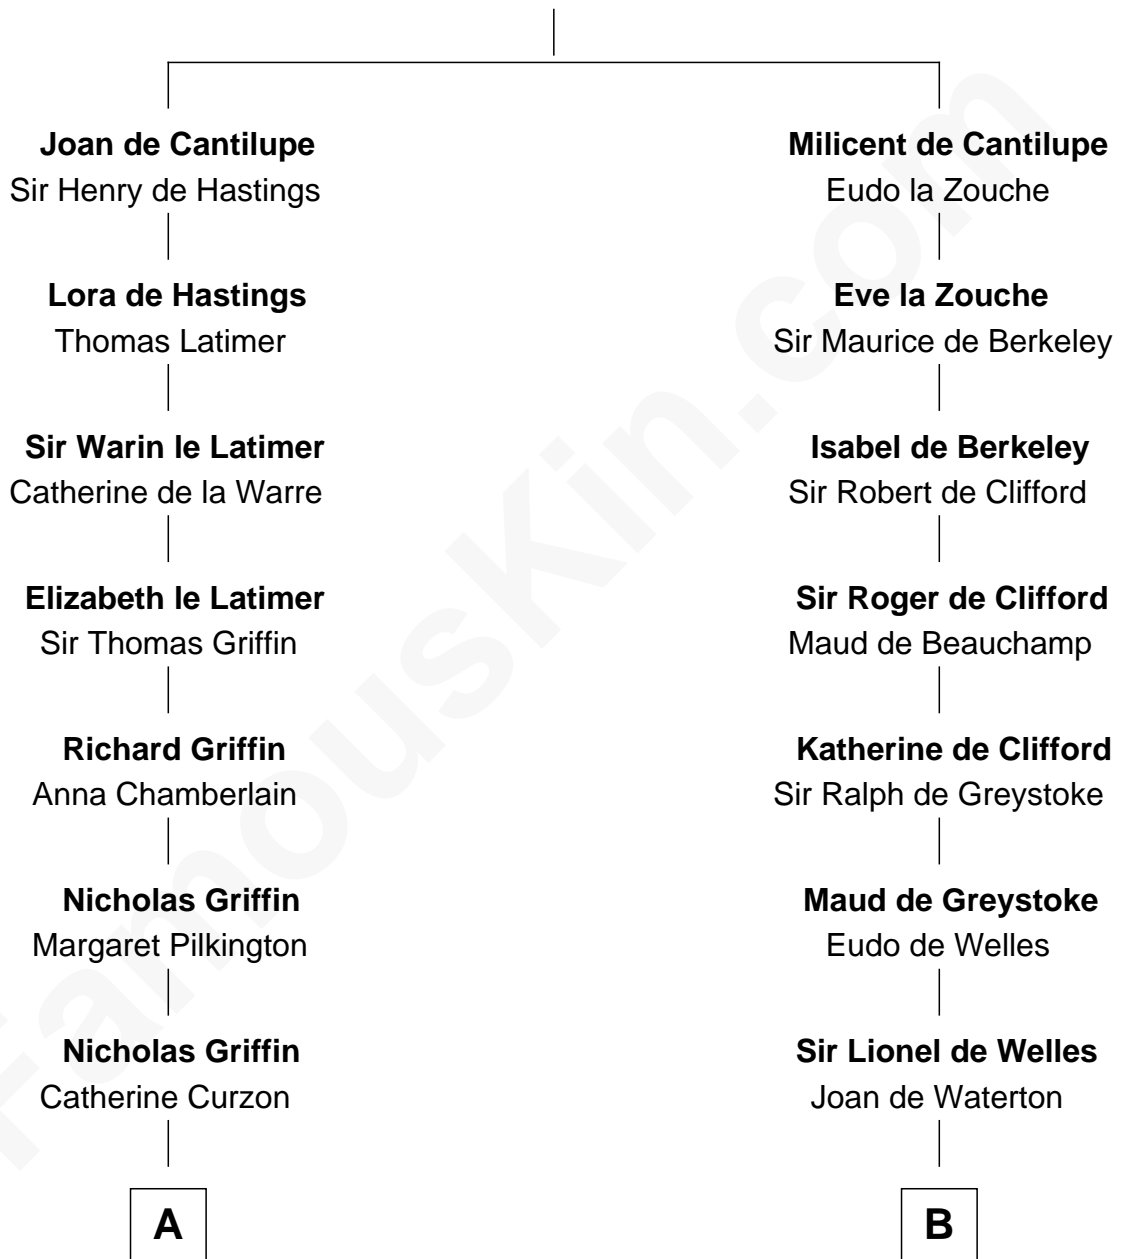 Joan de Cantilupe
Sir Henry de Hastings
Lora de Hastings
Thomas Latimer
Sir Warin le Latimer
Catherine de la Warre
Elizabeth le Latimer
Sir Thomas Griffin
Richard Griffin
Anna Chamberlain
Nicholas Griffin
Margaret Pilkington
Nicholas Griffin
Catherine Curzon
A
Milicent de Cantilupe
Eudo la Zouche
Eve la Zouche
Sir Maurice de Berkeley
Isabel de Berkeley
Sir Robert de Clifford
Sir Roger de Clifford
Maud de Beauchamp
Katherine de Clifford
Sir Ralph de Greystoke
Maud de Greystoke
Eudo de Welles
Sir Lionel de Welles
Joan de Waterton
B
FamousKin.com